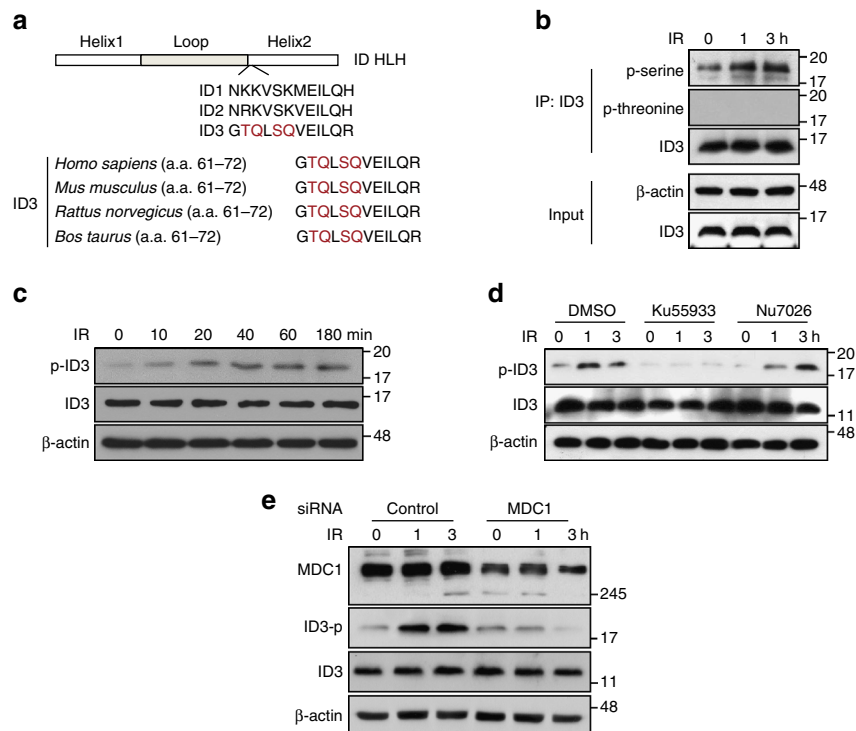 a
Helix1 Loop Helix2 ID HLH
ID1 NKKVSKMEILQH
ID2 NRKVSKVEILQH
ID3 GTQLSQVEILQR
ID3
Homo sapiens (a.a. 61–72) GTQLSQVEILQR
Mus musculus (a.a. 61–72) GTQLSQVEILQR
Rattus norvegicus (a.a. 61–72) GTQLSQVEILQR
Bos taurus (a.a. 61–72) GTQLSQVEILQR
b
IR 0 1 3 h
IP: ID3
p-serine 20
17
p-threonine 20
17
ID3 17
Input
β-actin 48
ID3 17
c
IR 0 10 20 40 60 180 min
p-ID3 20
17
ID3 17
β-actin 48
d
DMSO Ku55933 Nu7026
IR 0 1 3 0 1 3 0 1 3 h
p-ID3 20
17
ID3 11
β-actin 48
e
siRNA Control MDC1
IR 0 1 3 0 1 3 h
MDC1 245
ID3-p 17
ID3 11
β-actin 48